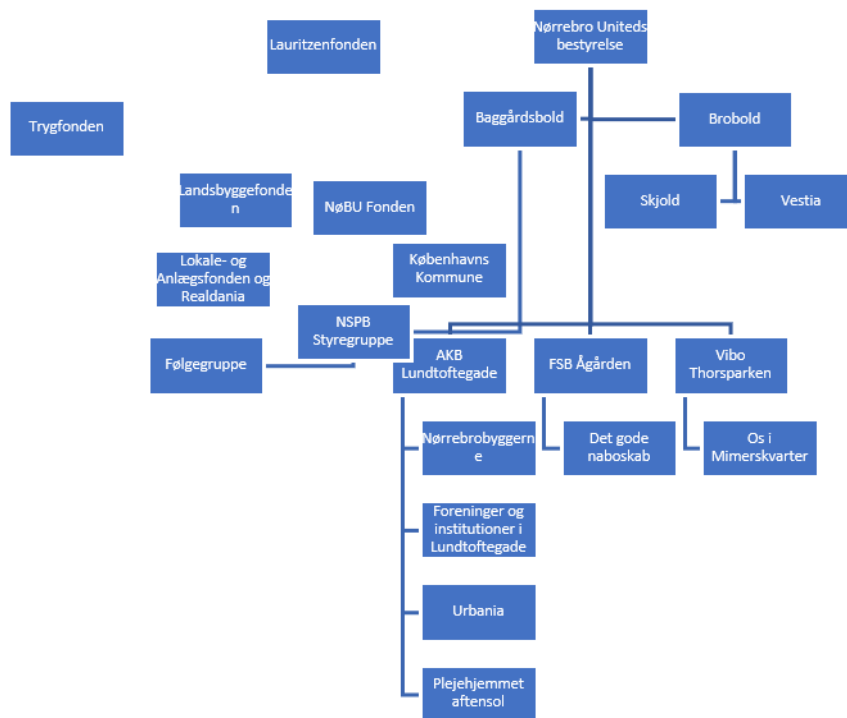 Nørrebro Uniteds
bestyrelse
Lauritzenfonden
Trygfonden
Baggårdsbold
Brobold
Landsbyggefonde
n
NøBU Fonden
Skjold
Vestia
Lokale- og
Anlægsfonden og
Realdania
Københavns
Kommune
NSPB
Styregruppe
Følgegruppe
AKB
Lundtoftegade
FSB Ågården
Vibo
Thorsparken
Nørrebrobyggern
e
Det gode
naboskab
Os i
Mimerskvarter
Foreninger og
institutioner i
Lundtoftegade
Urbania
Plejehjemmet
aftensol